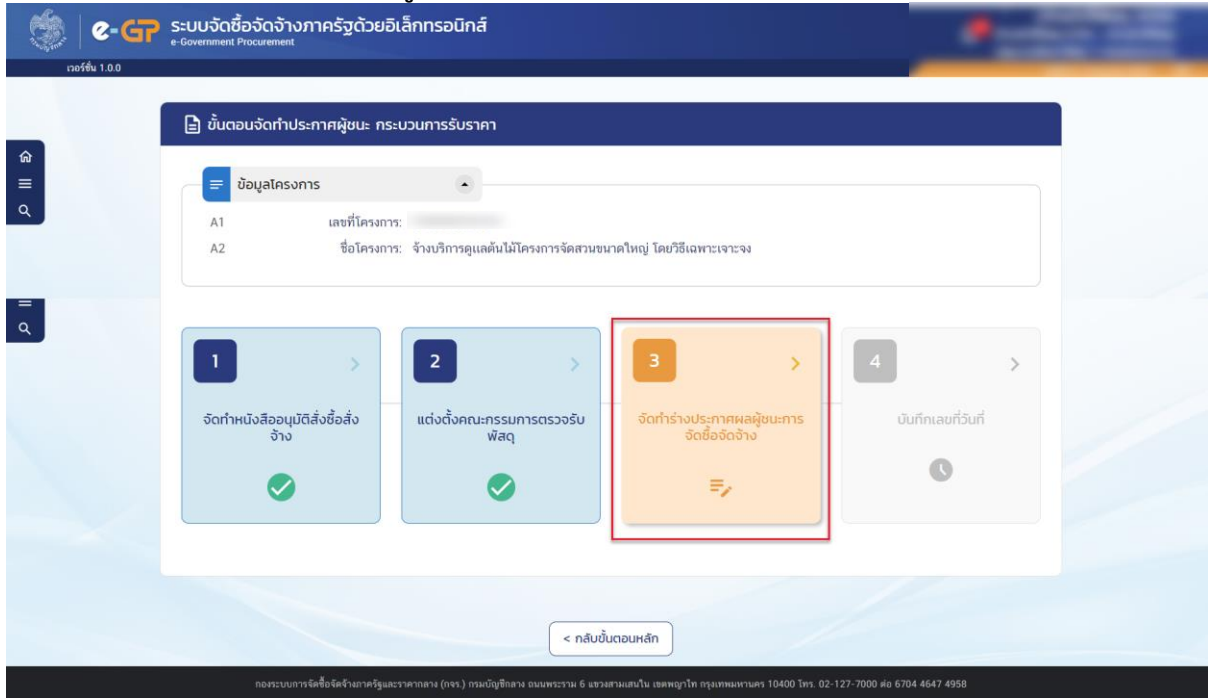 e-GP ระบบจัดซื้อจัดจ้างภาครัฐด้วยอิเล็กทรอนิกส์
e-Government Procurement
เวอร์ชั่น 1.0.0
ขั้นตอนจัดทำประกาศผู้ชนะ กระบวนการรับราคา
ข้อมูลโครงการ
A1 เลขที่โครงการ:
A2 ชื่อโครงการ: จ้างบริการดูแลต้นไม้โครงการจัดสวนขนาดใหญ่ โดยวิธีเฉพาะเจาะจง
1
จัดทำหนังสืออนุมัติสั่งซื้อสั่ง
จ้าง
2
แต่งตั้งคณะกรรมการตรวจรับ
พัสดุ
3
จัดทำร่างประกาศผลผู้ชนะการ
จัดซื้อจัดจ้าง
4
บันทึกเลขที่วันที่
< กลับขั้นตอนหลัก
กองระบบการจัดซื้อจัดจ้างภาครัฐและราคากลาง (กจร.) กรมบัญชีกลาง ถนนพระราม 6 แขวงสามเสนใน เขตพญาไท กรุงเทพมหานคร 10400 โทร. 02-127-7000 ต่อ 6704 4647 4958